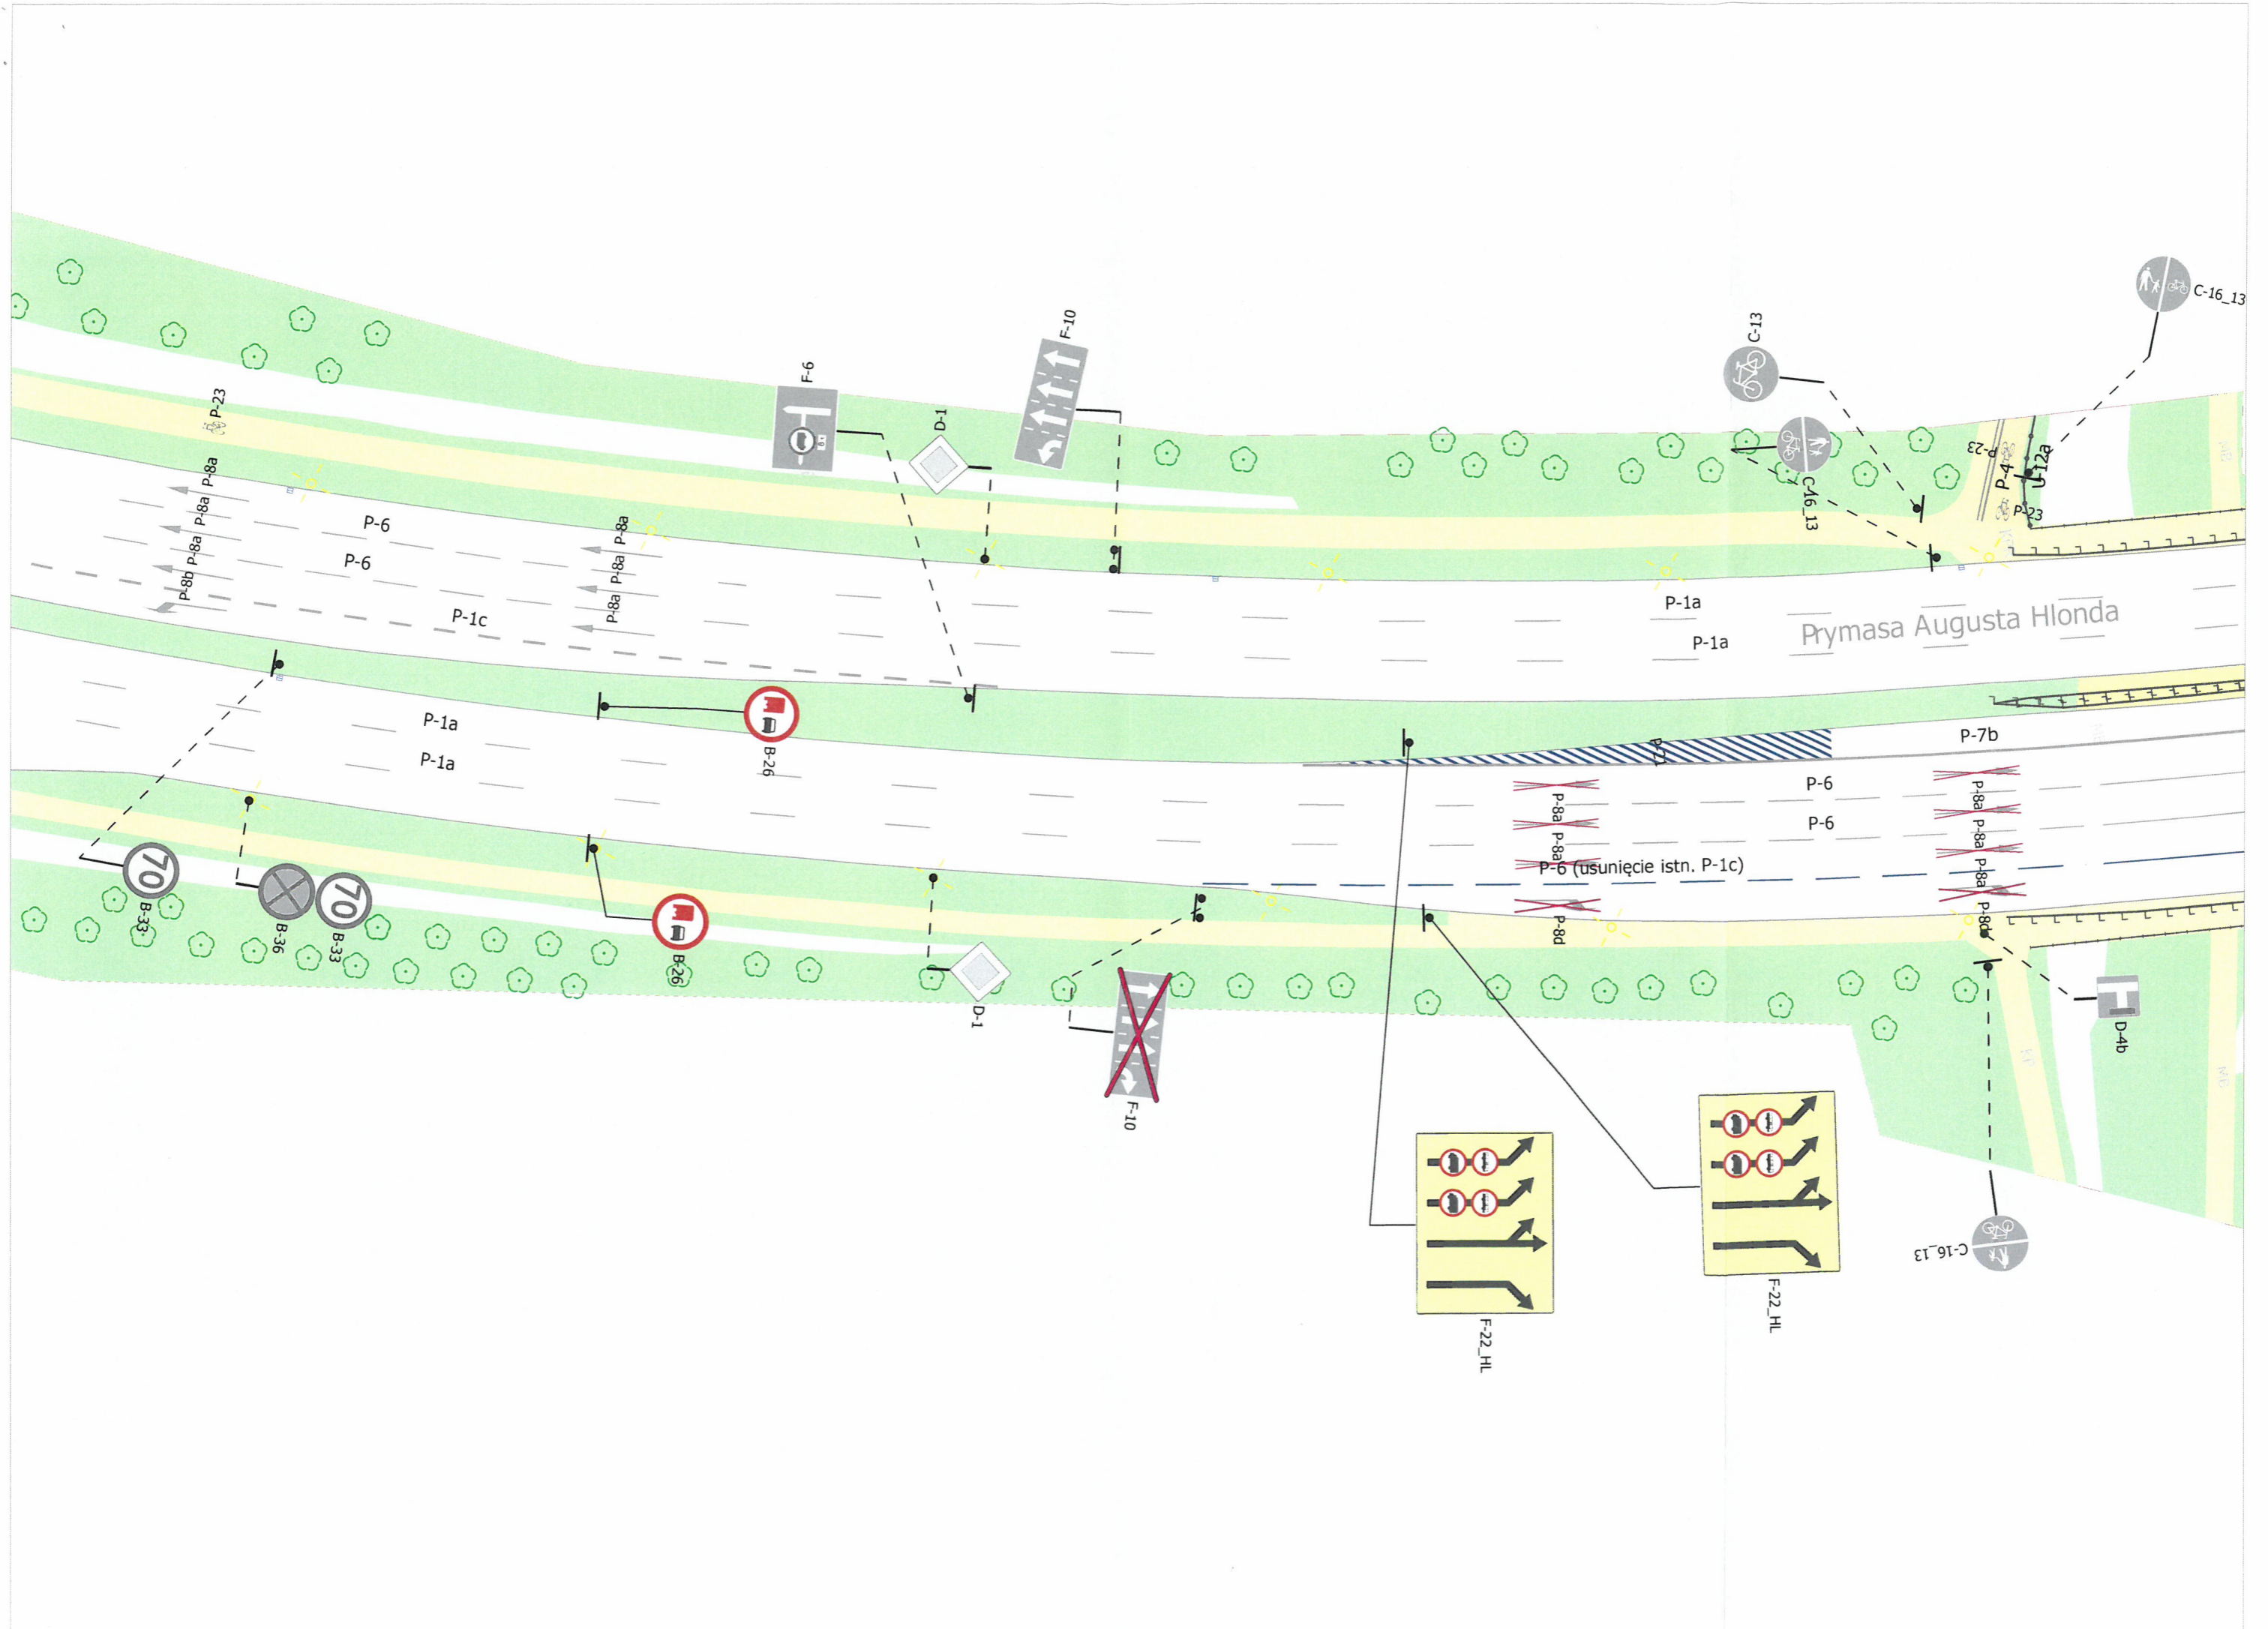 C-16_13
F-10
C-13
F-6
B-1
D-1
P-23
P-23
P-4
U-12a
P-23
C-16_13
P-8a
P-8a
P-8a
P-8b
P-6
P-6
P-8a
P-8a
P-8a
P-1c
P-1a
P-1a
Prymasa Augusta Hlonda
P-1a
P-1a
B-26
P-21
P-7b
P-6
P-6
P-6 (usunięcie istn. P-1c)
P-8a
P-8a
P-8d
P-8a
P-8a
P-8a
P-8d
70
B-33
B-36
70
B-33
B-26
D-1
F-10
D-4b
C-16_13
F-22_HL
F-22_HL